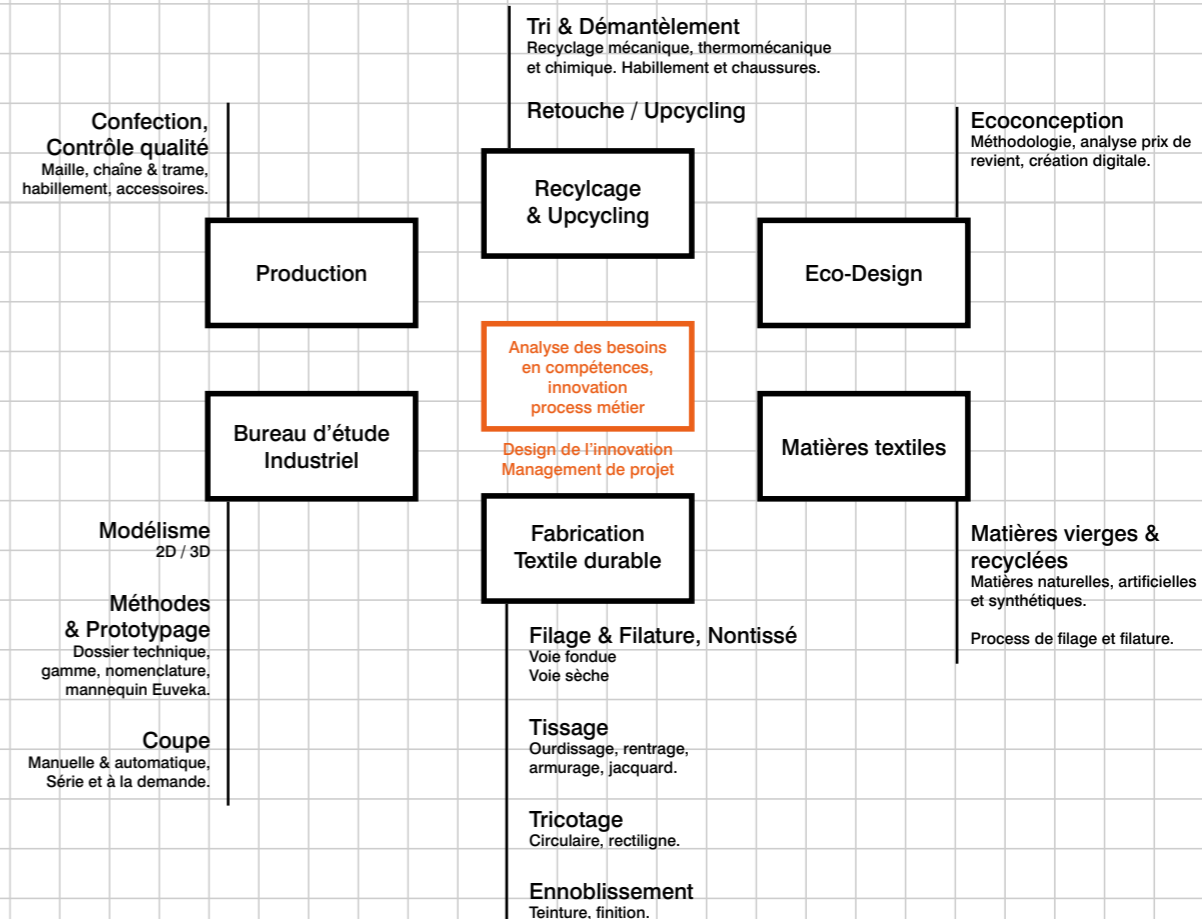 Tri & Démantèlement
Recyclage mécanique, thermomécanique
et chimique. Habillement et chaussures.
Retouche / Upcycling
Recylcage
& Upcycling
Confection,
Contrôle qualité
Maille, chaîne & trame,
habillement, accessoires.
Production
Ecoconception
Méthodologie, analyse prix de
revient, création digitale.
Eco-Design
Analyse des besoins
en compétences,
innovation
process métier
Design de l'innovation
Management de projet
Bureau d'étude
Industriel
Modélisme
2D / 3D
Méthodes
& Prototypage
Dossier technique,
gamme, nomenclature,
mannequin Euveka.
Coupe
Manuelle & automatique,
Série et à la demande.
Matières textiles
Matières vierges &
recyclées
Matières naturelles, artificielles
et synthétiques.
Process de filage et filature.
Fabrication
Textile durable
Filage & Filature, Nontissé
Voie fondue
Voie sèche
Tissage
Ourdissage, rentrage,
armurage, jacquard.
Tricotage
Circulaire, rectiligne.
Ennoblissement
Teinture, finition.